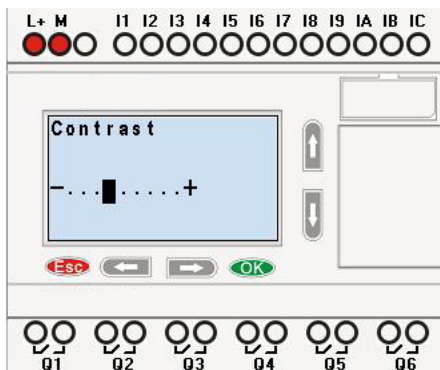 L+ M I1 I2 I3 I4 I5 I6 I7 I8 I9 IA IB IC
Contrast
-...█.....+
Esc OK
Q1 Q2 Q3 Q4 Q5 Q6